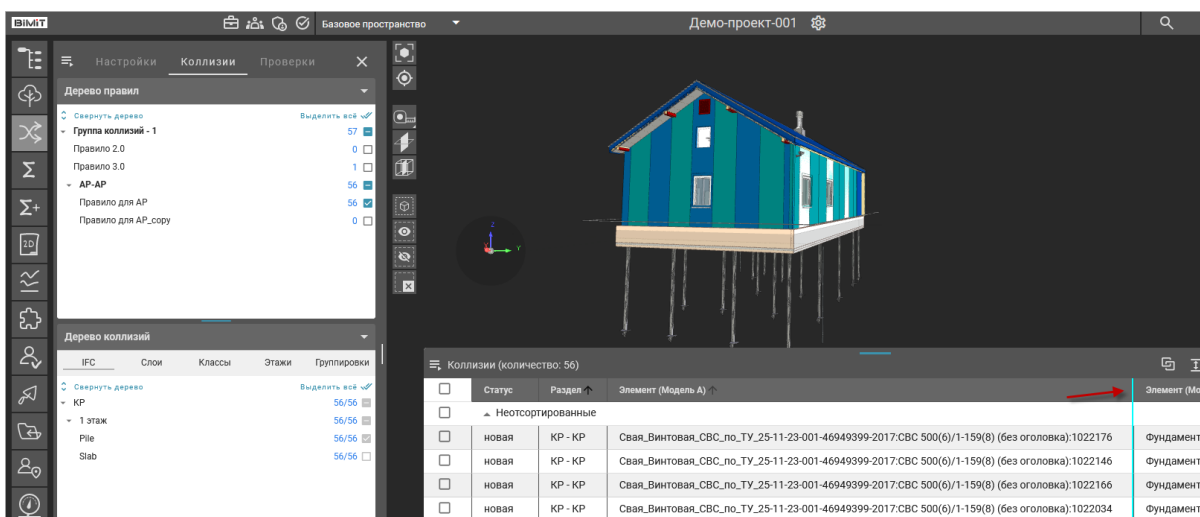 BIMIT Базовое пространство Демо-проект-001
Настройки Коллизии Проверки
Дерево правил
Свернуть дерево Выделить всё
Группа коллизий - 1 57
Правило 2.0 0
Правило 3.0 1
АР-АР 56
Правило для АР 56
Правило для АР_copy 0
Z
X
Y
2D
Дерево коллизий
IFC Слои Классы Этажи Группировки
Свернуть дерево Выделить всё
КР 56/56
1 этаж 56/56
Pile 56/56
Slab 56/56
Коллизии (количество: 56)
Статус Раздел Элемент (Модель А) Элемент (Мо
Неотсортированные
новая КР - КР Свая_Винтовая_СВС_по_ТУ_25-11-23-001-46949399-2017:СВС 500(6)/1-159(8) (без оголовка):1022176 Фундамент
новая КР - КР Свая_Винтовая_СВС_по_ТУ_25-11-23-001-46949399-2017:СВС 500(6)/1-159(8) (без оголовка):1022146 Фундамент
новая КР - КР Свая_Винтовая_СВС_по_ТУ_25-11-23-001-46949399-2017:СВС 500(6)/1-159(8) (без оголовка):1022166 Фундамент
новая КР - КР Свая_Винтовая_СВС_по_ТУ_25-11-23-001-46949399-2017:СВС 500(6)/1-159(8) (без оголовка):1022034 Фундамент